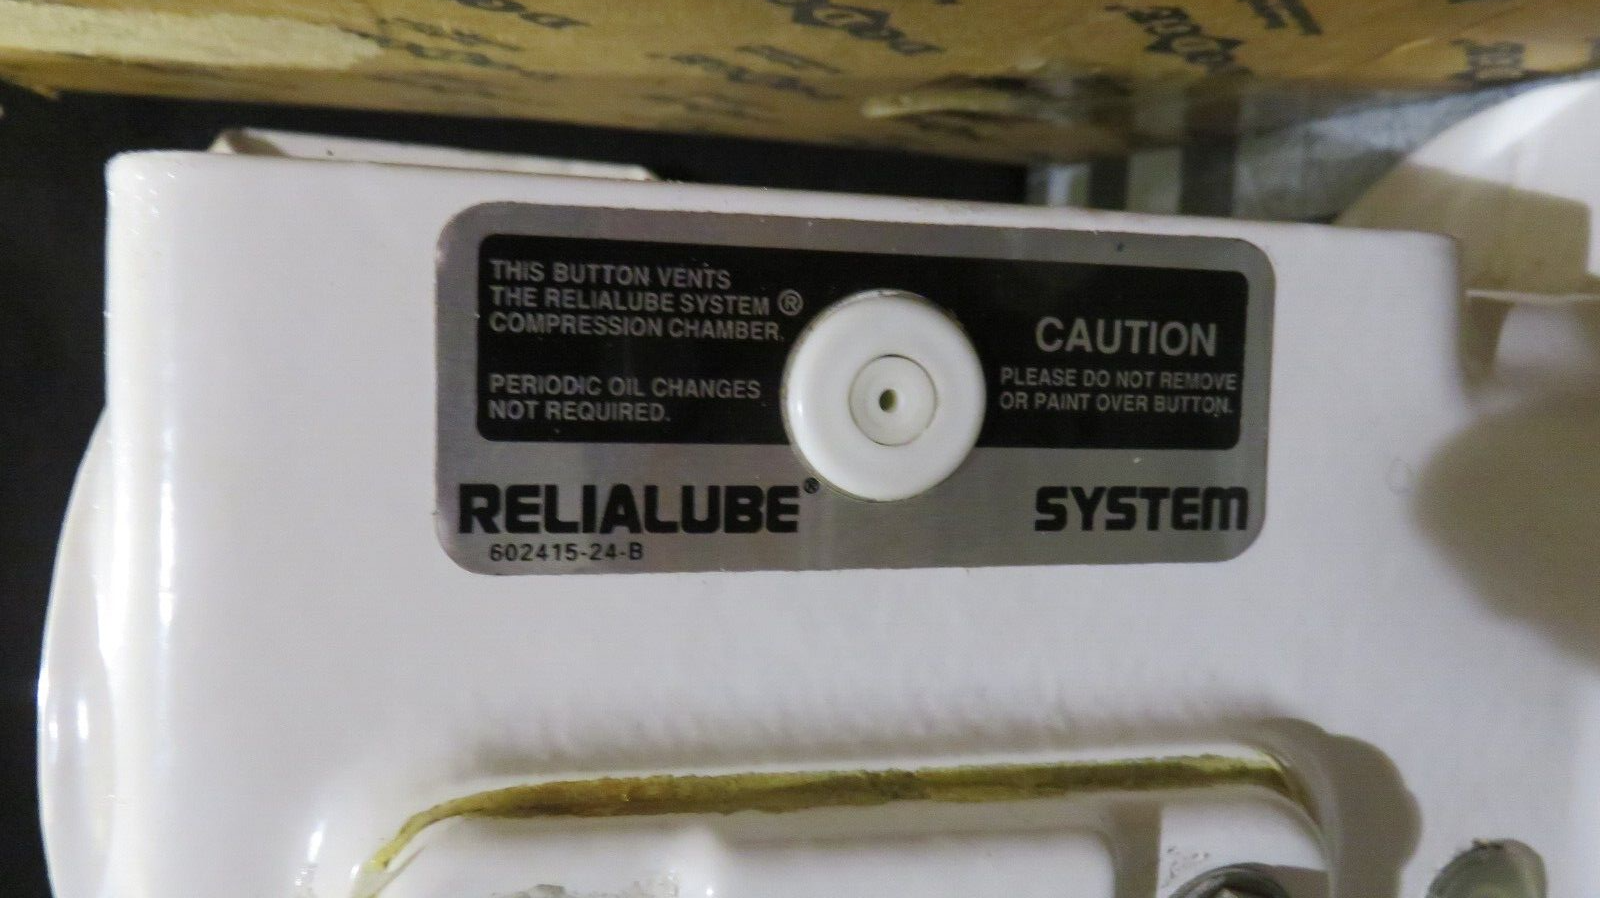 THIS BUTTON VENTS
THE RELIALUBE SYSTEM ®
COMPRESSION CHAMBER.
PERIODIC OIL CHANGES
NOT REQUIRED.
CAUTION
PLEASE DO NOT REMOVE
OR PAINT OVER BUTTON.
RELIALUBE® SYSTEM
602415-24-B
DODGE